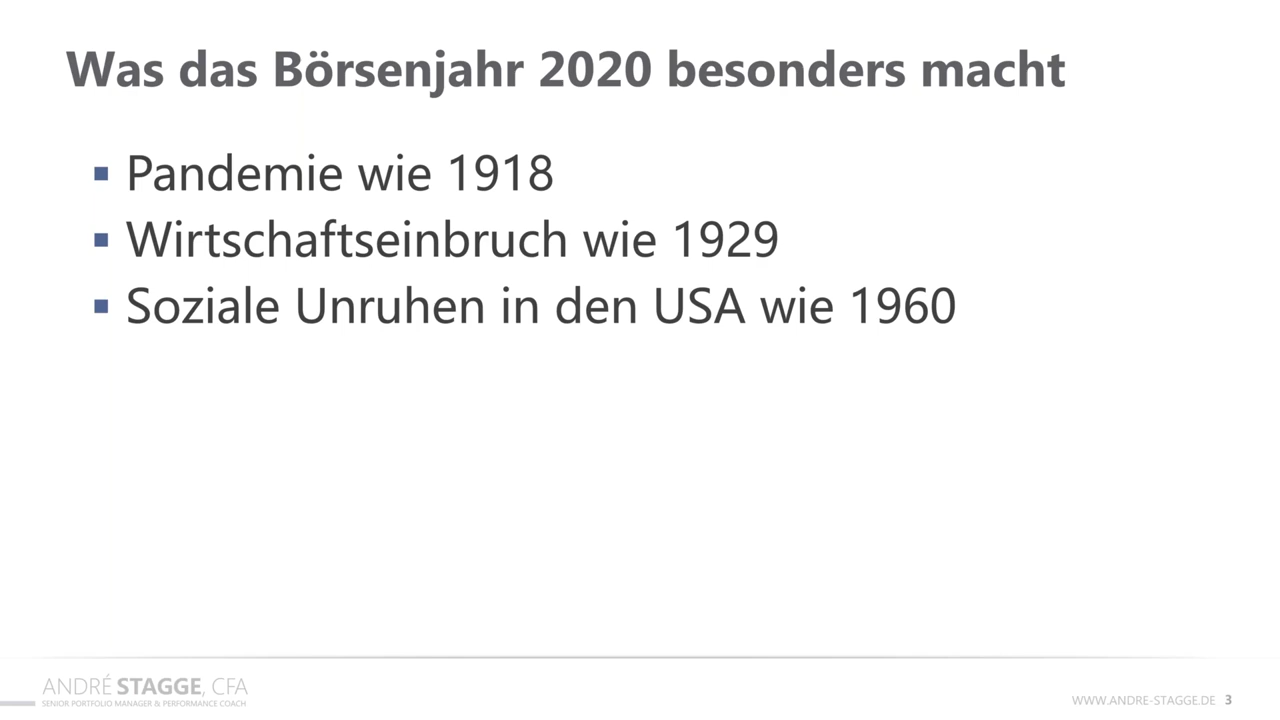 Was das Börsenjahr 2020 besonders macht
▪ Pandemie wie 1918
▪ Wirtschaftseinbruch wie 1929
▪ Soziale Unruhen in den USA wie 1960
ANDRÉ STAGGE, CFA
SENIOR PORTFOLIO MANAGER & PERFORMANCE COACH
WWW.ANDRE-STAGGE.DE 3